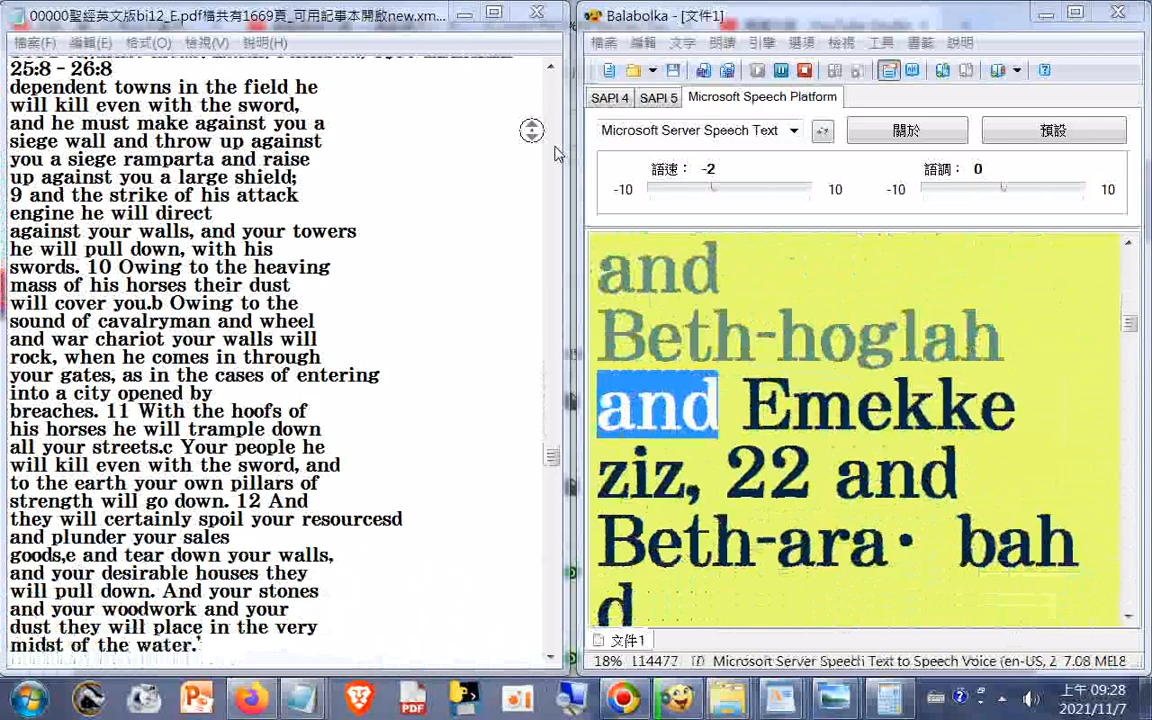 00000聖經英文版bi12_E.pdf檔共有1669頁_可用記事本開啟new.xm...
檔案(F) 編輯(E) 格式(O) 檢視(V) 說明(H)
25:8 – 26:8
dependent towns in the field he
will kill even with the sword,
and he must make against you a
siege wall and throw up against
you a siege ramparta and raise
up against you a large shield;
9 and the strike of his attack
engine he will direct
against your walls, and your towers
he will pull down, with his
swords. 10 Owing to the heaving
mass of his horses their dust
will cover you.b Owing to the
sound of cavalryman and wheel
and war chariot your walls will
rock, when he comes in through
your gates, as in the cases of entering
into a city opened by
breaches. 11 With the hoofs of
his horses he will trample down
all your streets.c Your people he
will kill even with the sword, and
to the earth your own pillars of
strength will go down. 12 And
they will certainly spoil your resourcesd
and plunder your sales
goods,e and tear down your walls,
and your desirable houses they
will pull down. And your stones
and your woodwork and your
dust they will place in the very
midst of the water.’
Balabolka - [文件1]
檔案 編輯 文字 朗讀 引擎 選項 檢視 工具 書籤 說明
SAPI 4 SAPI 5 Microsoft Speech Platform
Microsoft Server Speech Text 關於 預設
語速： -2 語調： 0
-10 10 -10 10
and
Beth-hoglah
and Emekke
ziz, 22 and
Beth-ara· bah
d
文件1
18% Microsoft Server Speech Text to Speech Voice (en-US, 2 7.08 МБ
PDF
上午 09:28
2021/11/7